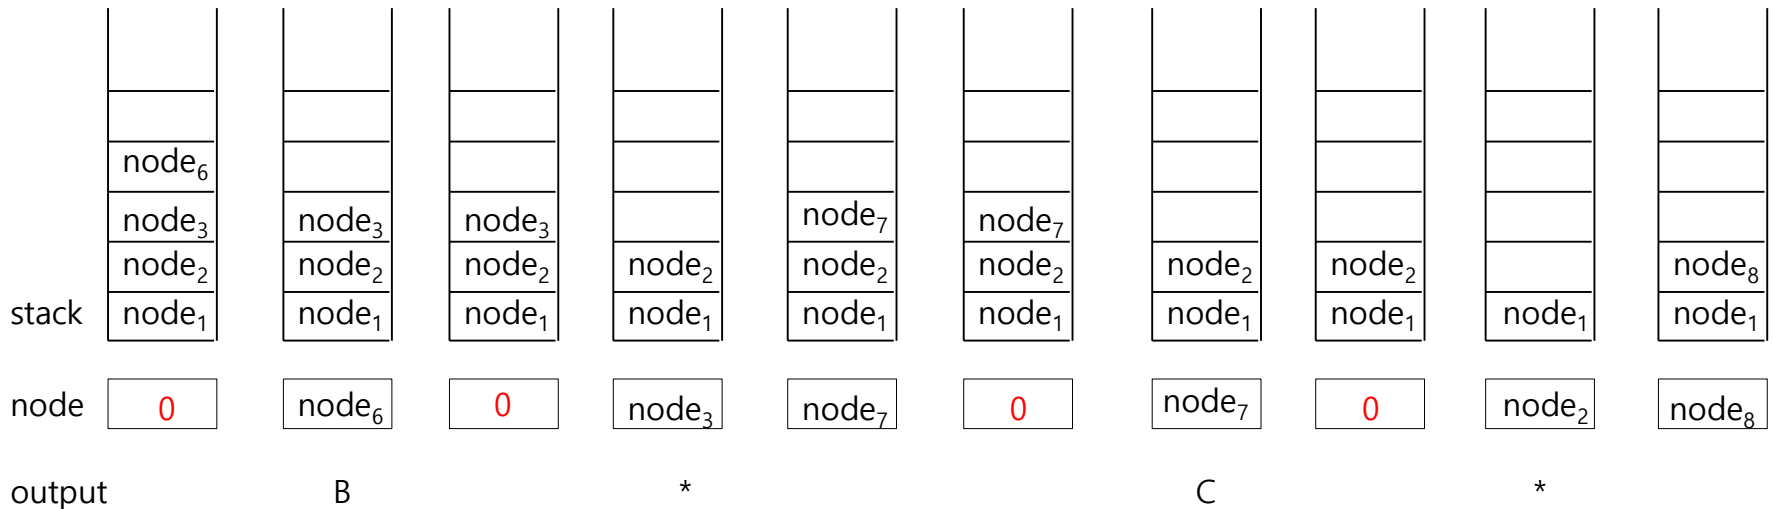 node₆
node₃ node₃ node₃ node₇ node₇
node₂ node₂ node₂ node₂ node₂ node₂ node₂ node₂ node₈
stack node₁ node₁ node₁ node₁ node₁ node₁ node₁ node₁ node₁ node₁
node 0 node₆ 0 node₃ node₇ 0 node₇ 0 node₂ node₈
output B * C *